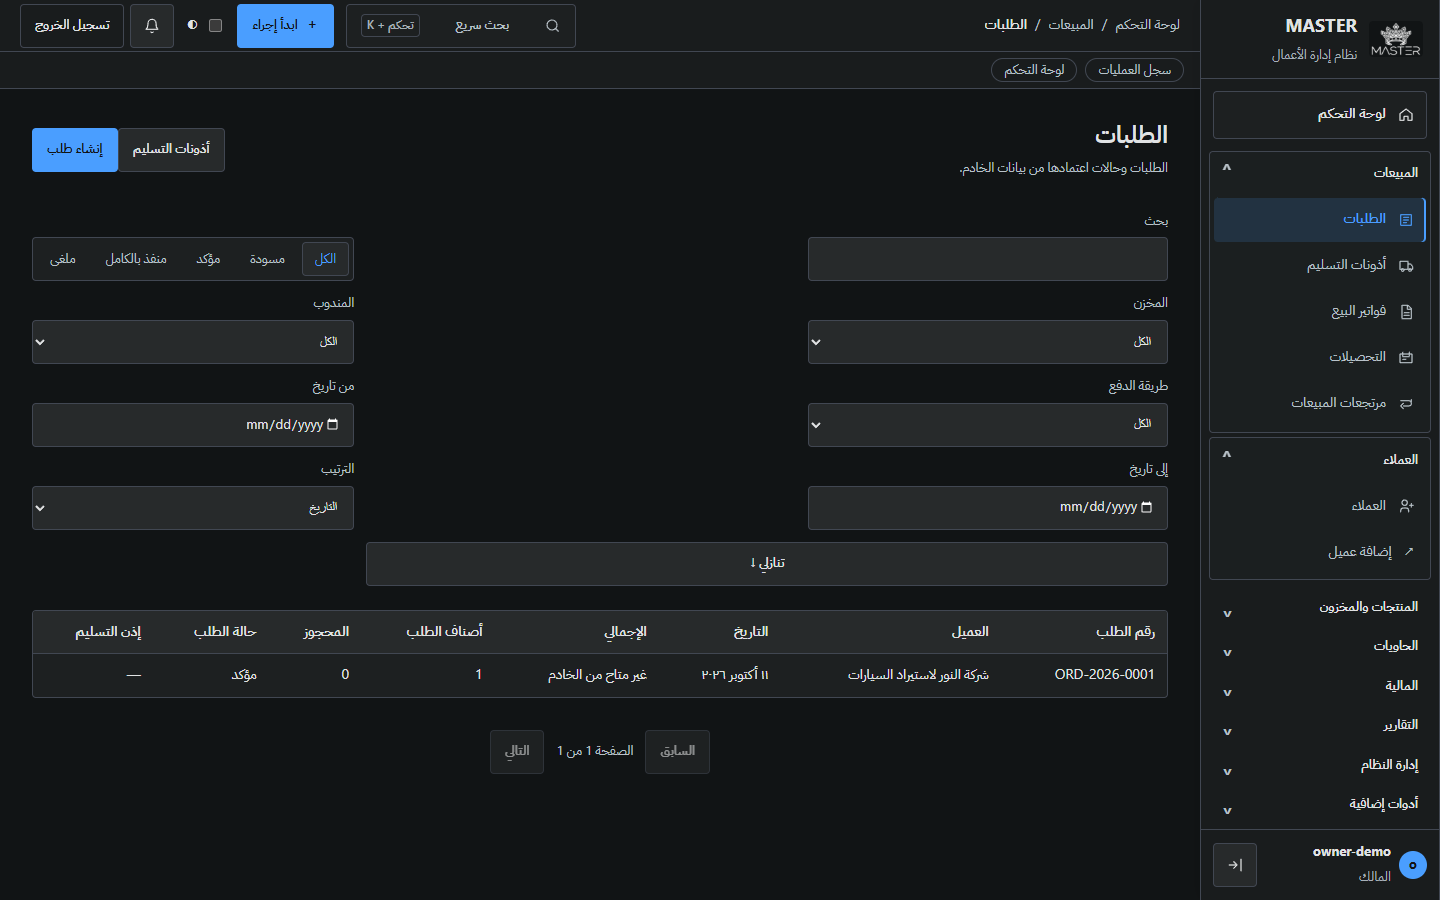 MASTER
MASTER
نظام إدارة الأعمال
لوحة التحكم
المبيعات
الطلبات
أذونات التسليم
فواتير البيع
التحصيلات
مرتجعات المبيعات
العملاء
العملاء
إضافة عميل
المنتجات والمخزون
الحاويات
المالية
التقارير
إدارة النظام
أدوات إضافية
owner-demo
المالك
o
لوحة التحكم / المبيعات / الطلبات
بحث سريع
تحكم + K
+ ابدأ إجراء
تسجيل الخروج
سجل العمليات
لوحة التحكم
الطلبات
الطلبات وحالات اعتمادها من بيانات الخادم.
أذونات التسليم
إنشاء طلب
بحث
الكل مسودة مؤكد منفذ بالكامل ملغى
المخزن
الكل
المندوب
الكل
طريقة الدفع
الكل
من تاريخ
mm/dd/yyyy
إلى تاريخ
mm/dd/yyyy
الترتيب
التاريخ
تنازلي ↓
رقم الطلب العميل التاريخ الإجمالي أصناف الطلب المحجوز حالة الطلب إذن التسليم
ORD-2026-0001 شركة النور لاستيراد السيارات ١١ أكتوبر ٢٠٢٦ غير متاح من الخادم 1 0 مؤكد —
السابق الصفحة 1 من 1 التالي